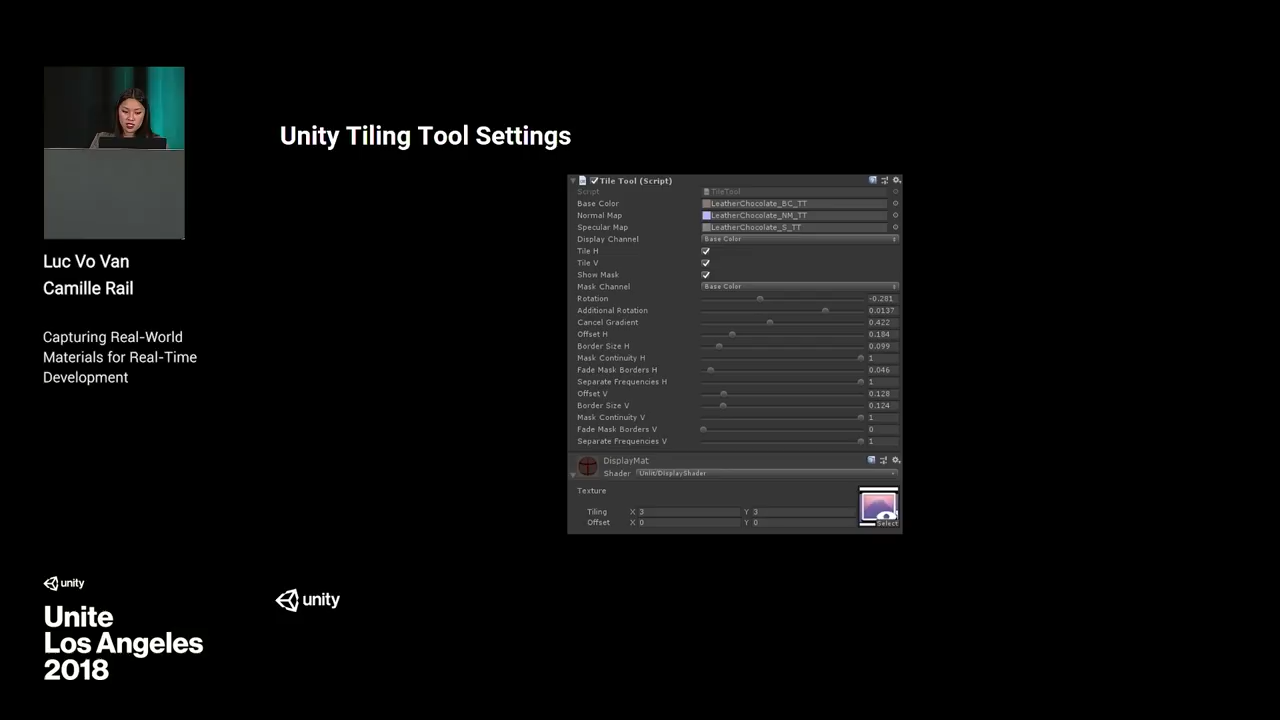 Unity Tiling Tool Settings
Luc Vo Van
Camille Rail
Capturing Real-World
Materials for Real-Time
Development
unity
Unite
Los Angeles
2018
Tile Tool (Script)
Script TileTool
Base Color LeatherChocolate_BC_TT
Normal Map LeatherChocolate_NM_TT
Specular Map LeatherChocolate_S_TT
Display Channel Base Color
Tile H
Tile V
Show Mask
Mask Channel Base Color
Rotation -0.281
Additional Rotation 0.0137
Cancel Gradient 0.422
Offset H 0.184
Border Size H 0.099
Mask Continuity H 1
Fade Mask Borders H 0.046
Separate Frequencies H 1
Offset V 0.128
Border Size V 0.124
Mask Continuity V 1
Fade Mask Borders V 0
Separate Frequencies V 1
DisplayMat
Shader Unlit/DisplayShader
Texture
Tiling X 3 Y 3
Offset X 0 Y 0
Select
unity